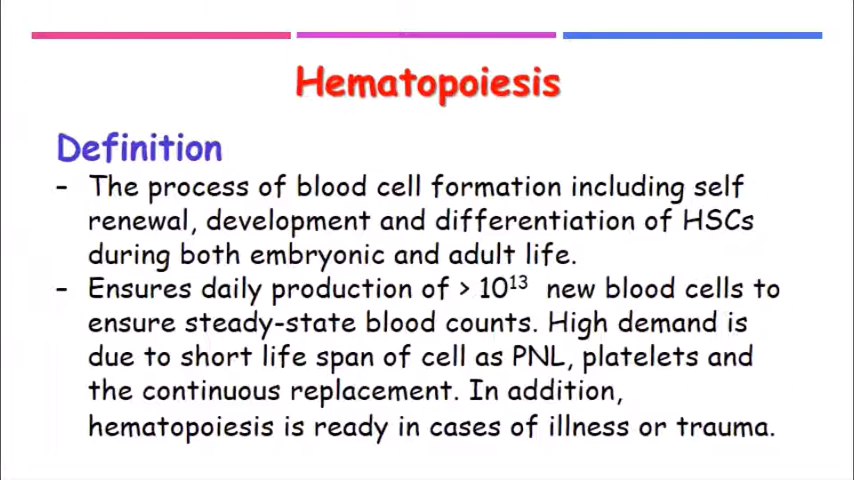 Hematopoiesis
Definition
- The process of blood cell formation including self
renewal, development and differentiation of HSCs
during both embryonic and adult life.
- Ensures daily production of > 10¹³ new blood cells to
ensure steady-state blood counts. High demand is
due to short life span of cell as PNL, platelets and
the continuous replacement. In addition,
hematopoiesis is ready in cases of illness or trauma.